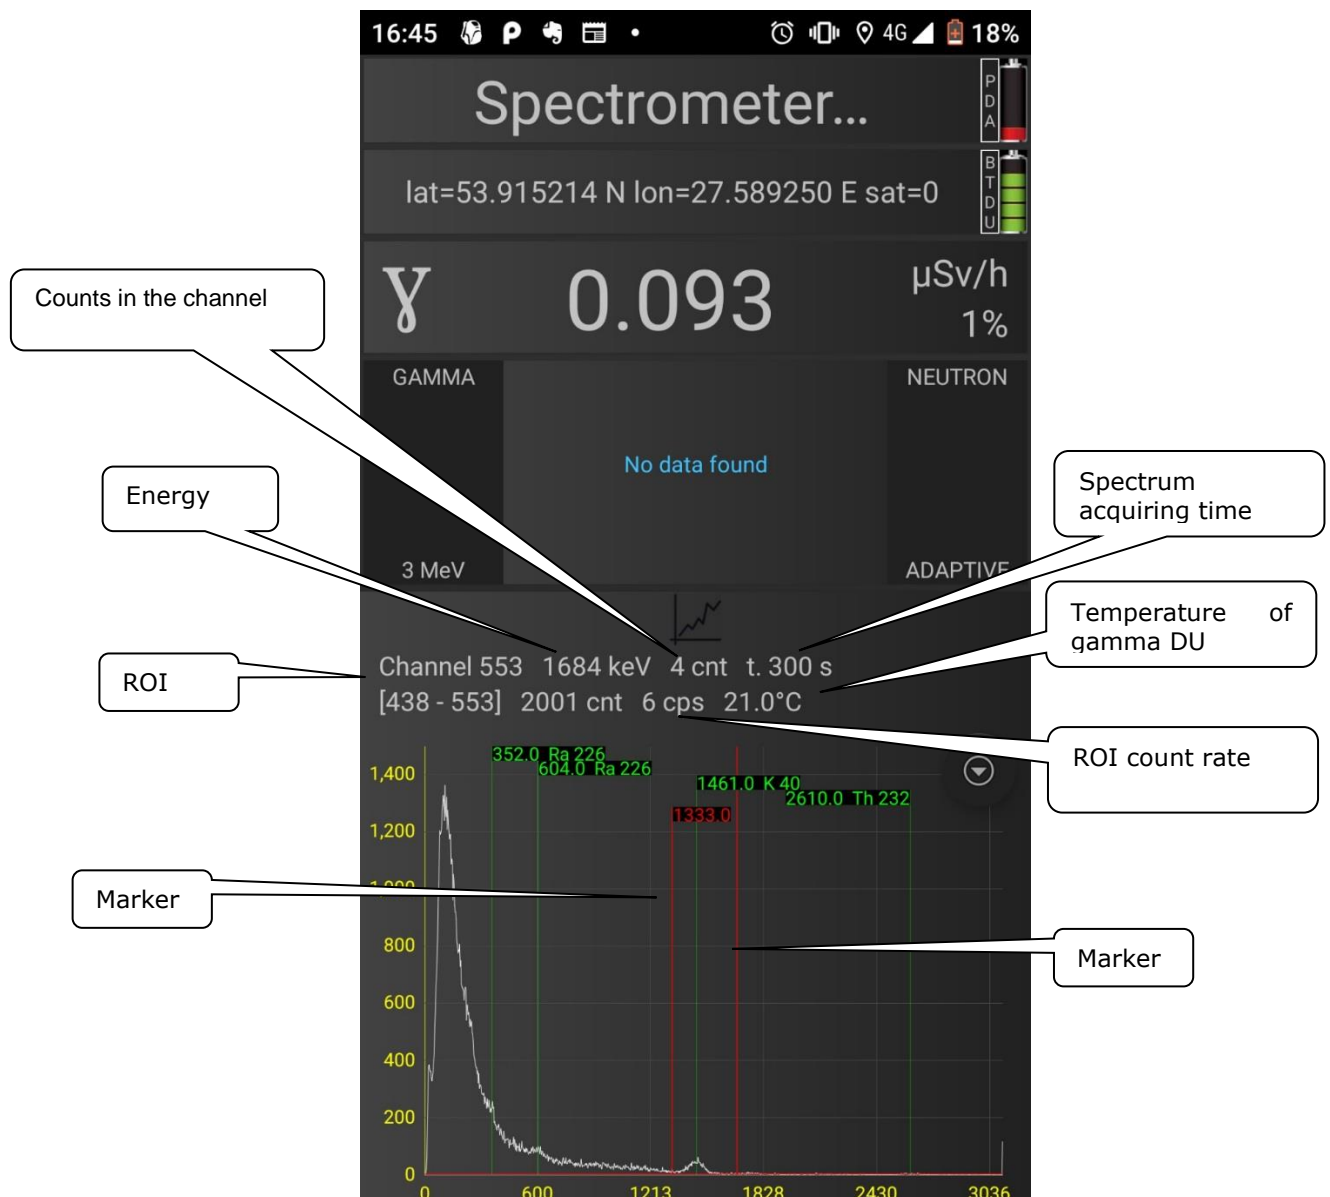 16:45 4G 18%
Spectrometer...
PDA
lat=53.915214 N lon=27.589250 E sat=0
BTDU
Counts in the channel
γ 0.093 µSv/h
1%
GAMMA NEUTRON
No data found
Energy
Spectrum
acquiring time
3 MeV ADAPTIVE
Temperature of
gamma DU
ROI
Channel 553 1684 keV 4 cnt t. 300 s
[438 - 553] 2001 cnt 6 cps 21.0°C
ROI count rate
352.0 Ra 226
604.0 Ra 226
1461.0 K 40
2610.0 Th 232
1333.0
1,400
1,200
1,000
800
600
400
200
0
Marker
Marker
0 600 1213 1828 2430 3036